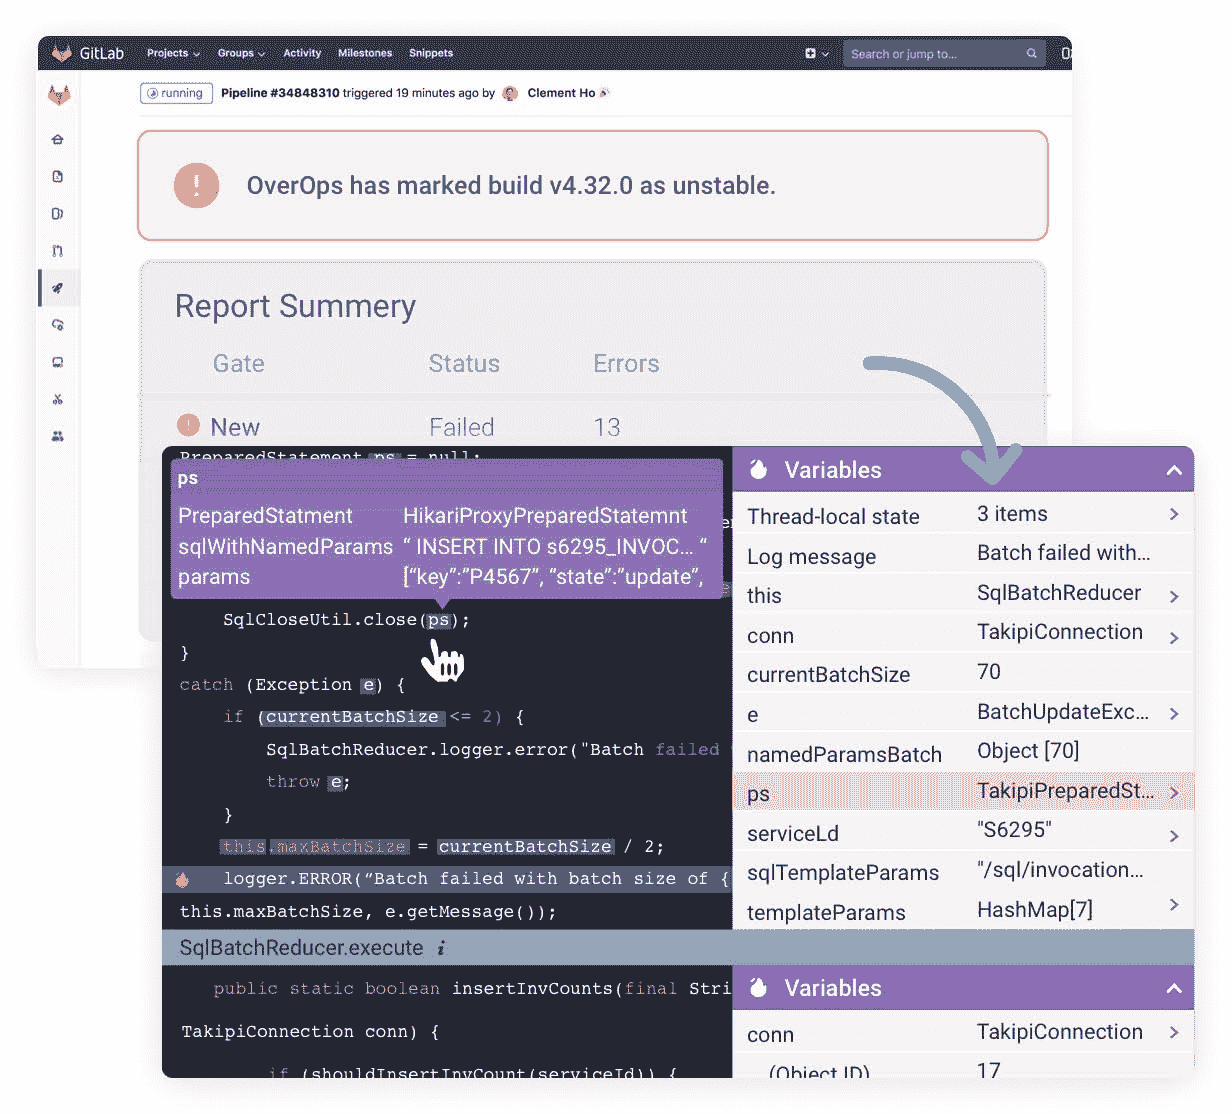 GitLab Projects Groups Activity Milestones Snippets Search or jump to...
running Pipeline #34848310 triggered 19 minutes ago by Clement Ho
! OverOps has marked build v4.32.0 as unstable.
Report Summery
Gate Status Errors
! New Failed 13
PreparedStatement ps = null;
ps
PreparedStatment HikariProxyPreparedStatemnt
sqlWithNamedParams “ INSERT INTO s6295_INVOC... “
params [“key”:”P4567”, “state”:”update”,
SqlCloseUtil.close(ps);
}
catch (Exception e) {
if (currentBatchSize <= 2) {
SqlBatchReducer.logger.error("Batch failed
throw e;
}
this.maxBatchSize = currentBatchSize / 2;
logger.ERROR(“Batch failed with batch size of {
this.maxBatchSize, e.getMessage());
Variables
Thread-local state 3 items
Log message Batch failed with...
this SqlBatchReducer
conn TakipiConnection
currentBatchSize 70
e BatchUpdateExc...
namedParamsBatch Object [70]
ps TakipiPreparedSt...
serviceLd "S6295"
sqlTemplateParams "/sql/invocation...
templateParams HashMap[7]
SqlBatchReducer.execute i
public static boolean insertInvCounts(final Stri
TakipiConnection conn) {
if (shouldInsertInvCount(serviceId)) {
Variables
conn TakipiConnection
(Object ID) 17